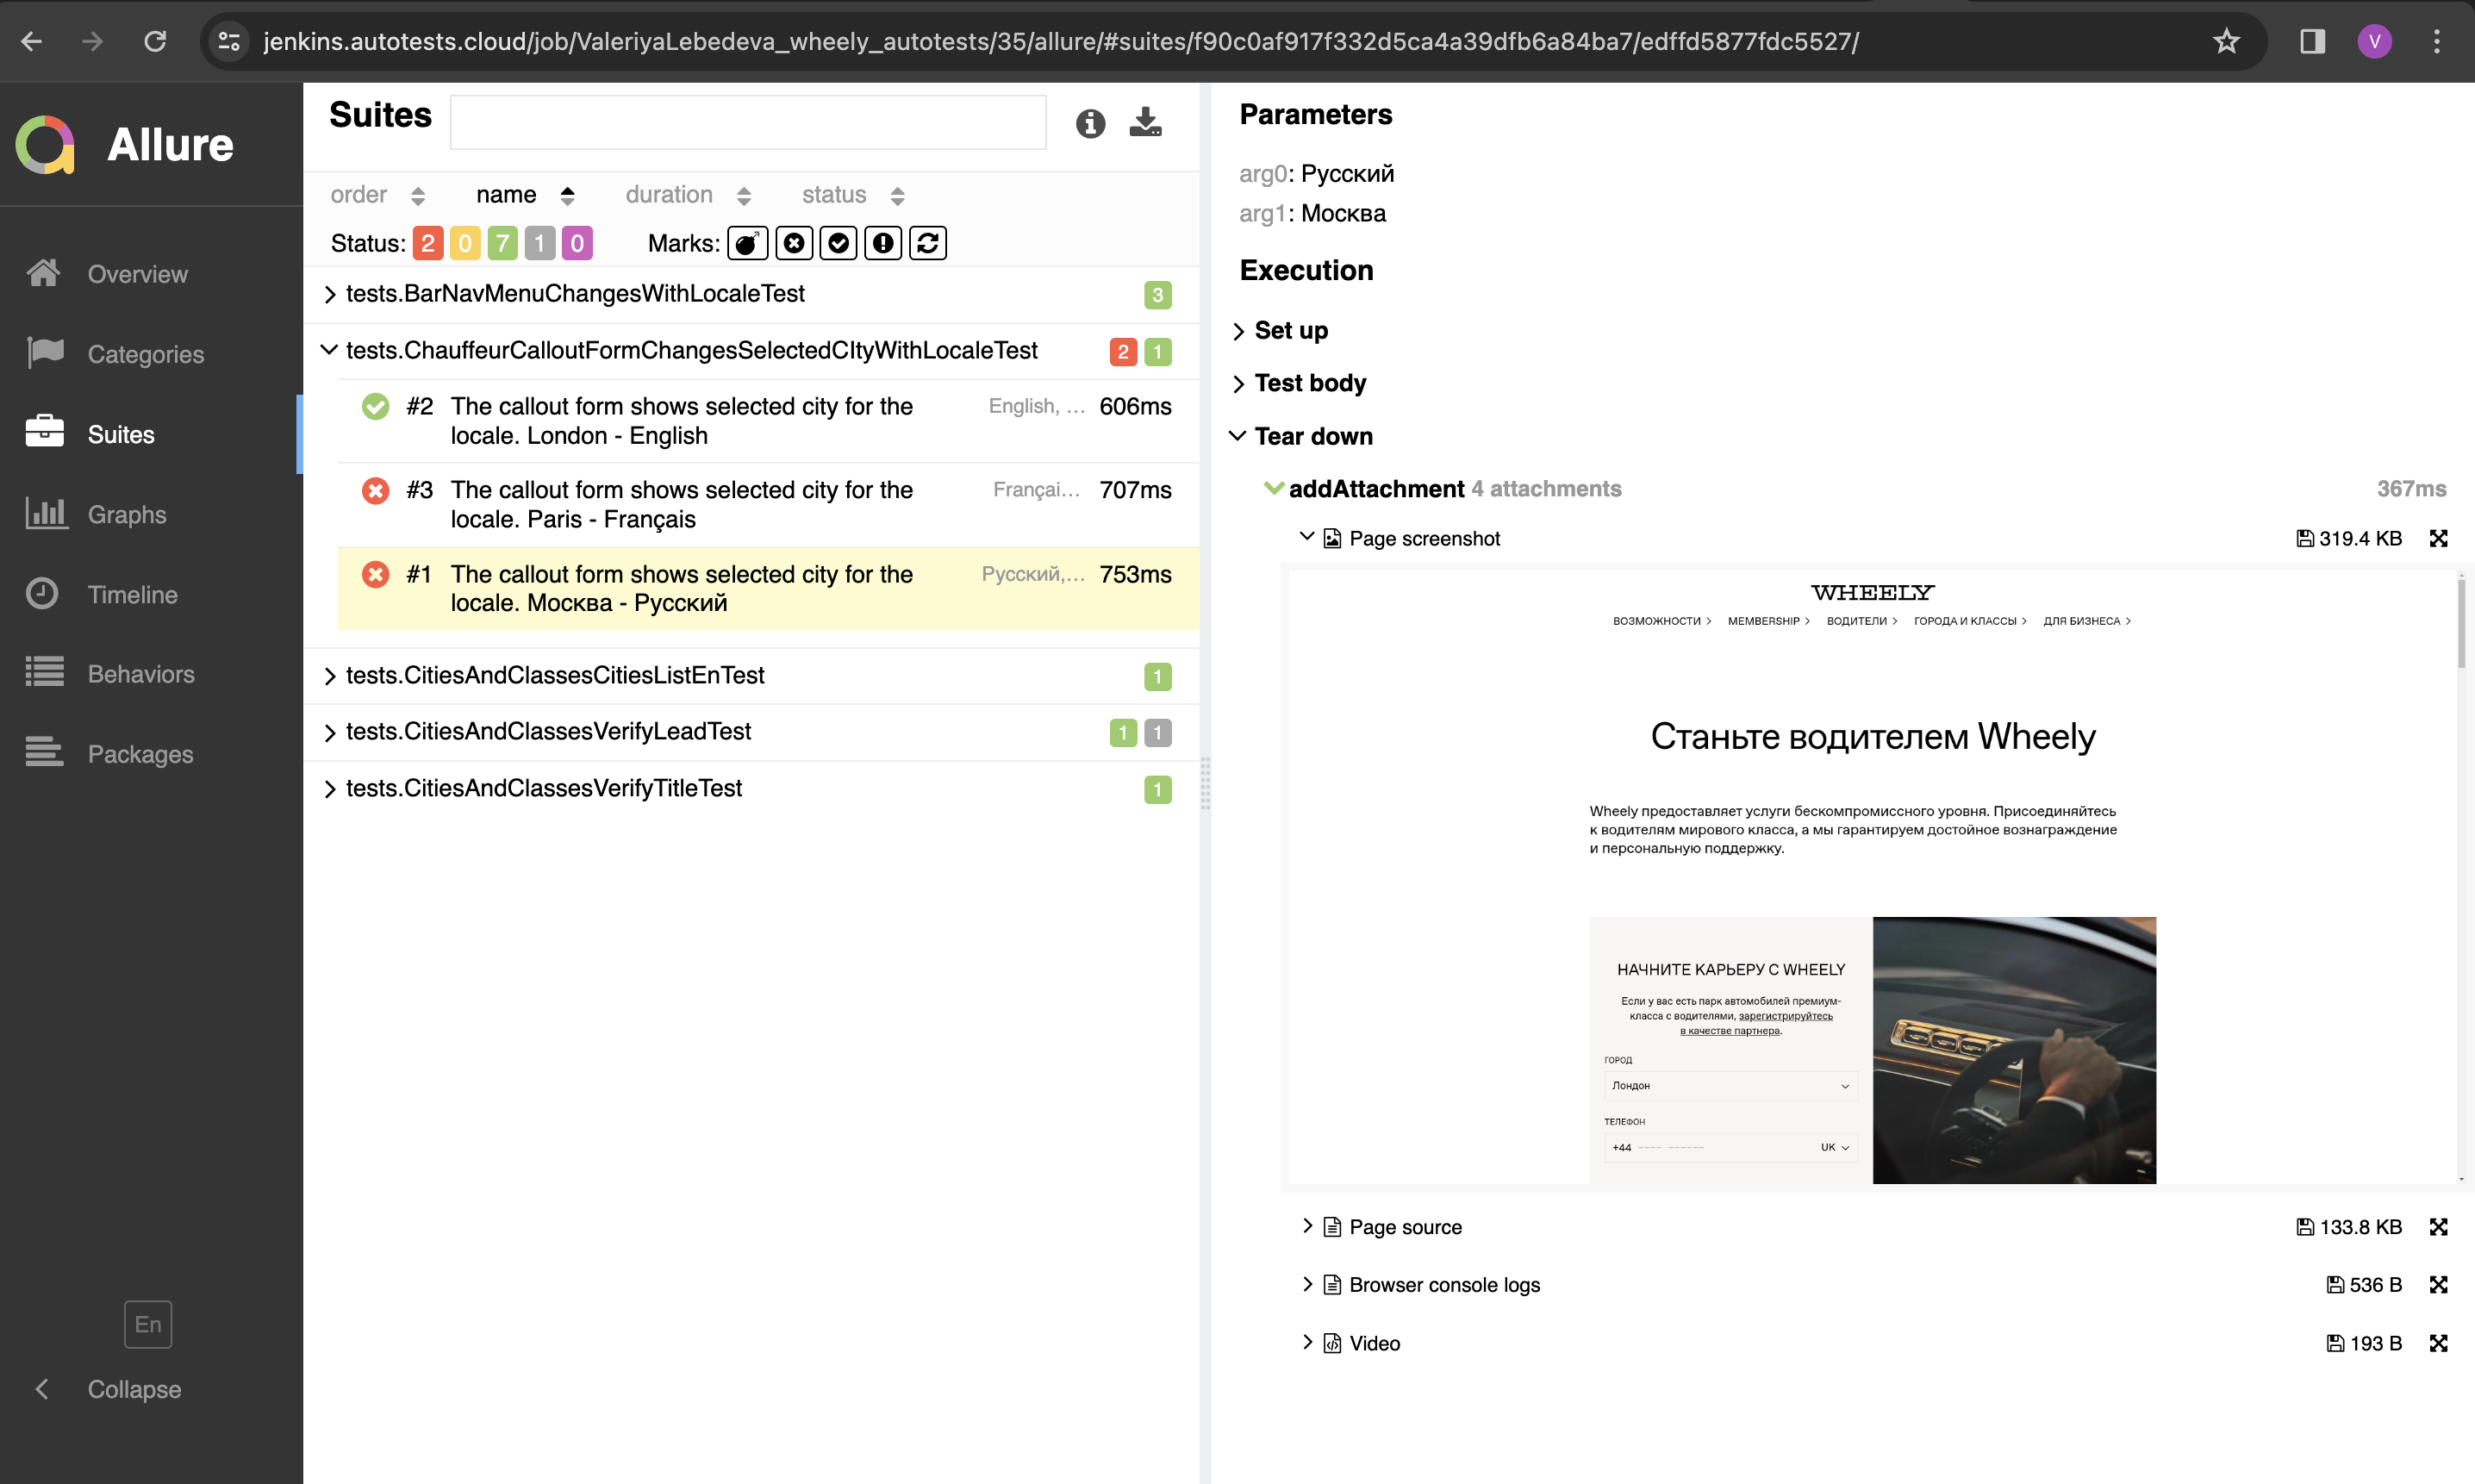 jenkins.autotests.cloud/job/ValeriyaLebedeva_wheely_autotests/35/allure/#suites/f90c0af917f332d5ca4a39dfb6a84ba7/edffd5877fdc5527/
V
Allure
Overview
Categories
Suites
Graphs
Timeline
Behaviors
Packages
En
Collapse
Suites
order name duration status
Status: 2 0 7 1 0 Marks:
tests.BarNavMenuChangesWithLocaleTest 3
tests.ChauffeurCalloutFormChangesSelectedCItyWithLocaleTest 2 1
#2 The callout form shows selected city for the English, ... 606ms
locale. London - English
#3 The callout form shows selected city for the Françai... 707ms
locale. Paris - Français
#1 The callout form shows selected city for the Русский,... 753ms
locale. Москва - Русский
tests.CitiesAndClassesCitiesListEnTest 1
tests.CitiesAndClassesVerifyLeadTest 1 1
tests.CitiesAndClassesVerifyTitleTest 1
Parameters
arg0: Русский
arg1: Москва
Execution
Set up
Test body
Tear down
addAttachment 4 attachments 367ms
Page screenshot 319.4 KB
WHEELY
ВОЗМОЖНОСТИ MEMBERSHIP ВОДИТЕЛИ ГОРОДА И КЛАССЫ ДЛЯ БИЗНЕСА
Станьте водителем Wheely
Wheely предоставляет услуги бескомпромиссного уровня. Присоединяйтесь
к водителям мирового класса, а мы гарантируем достойное вознаграждение
и персональную поддержку.
НАЧНИТЕ КАРЬЕРУ С WHEELY
Если у вас есть парк автомобилей премиум-
класса с водителями, зарегистрируйтесь
в качестве партнера.
ГОРОД
Лондон
ТЕЛЕФОН
+44 ---- ------ UK
Page source 133.8 KB
Browser console logs 536 B
Video 193 B